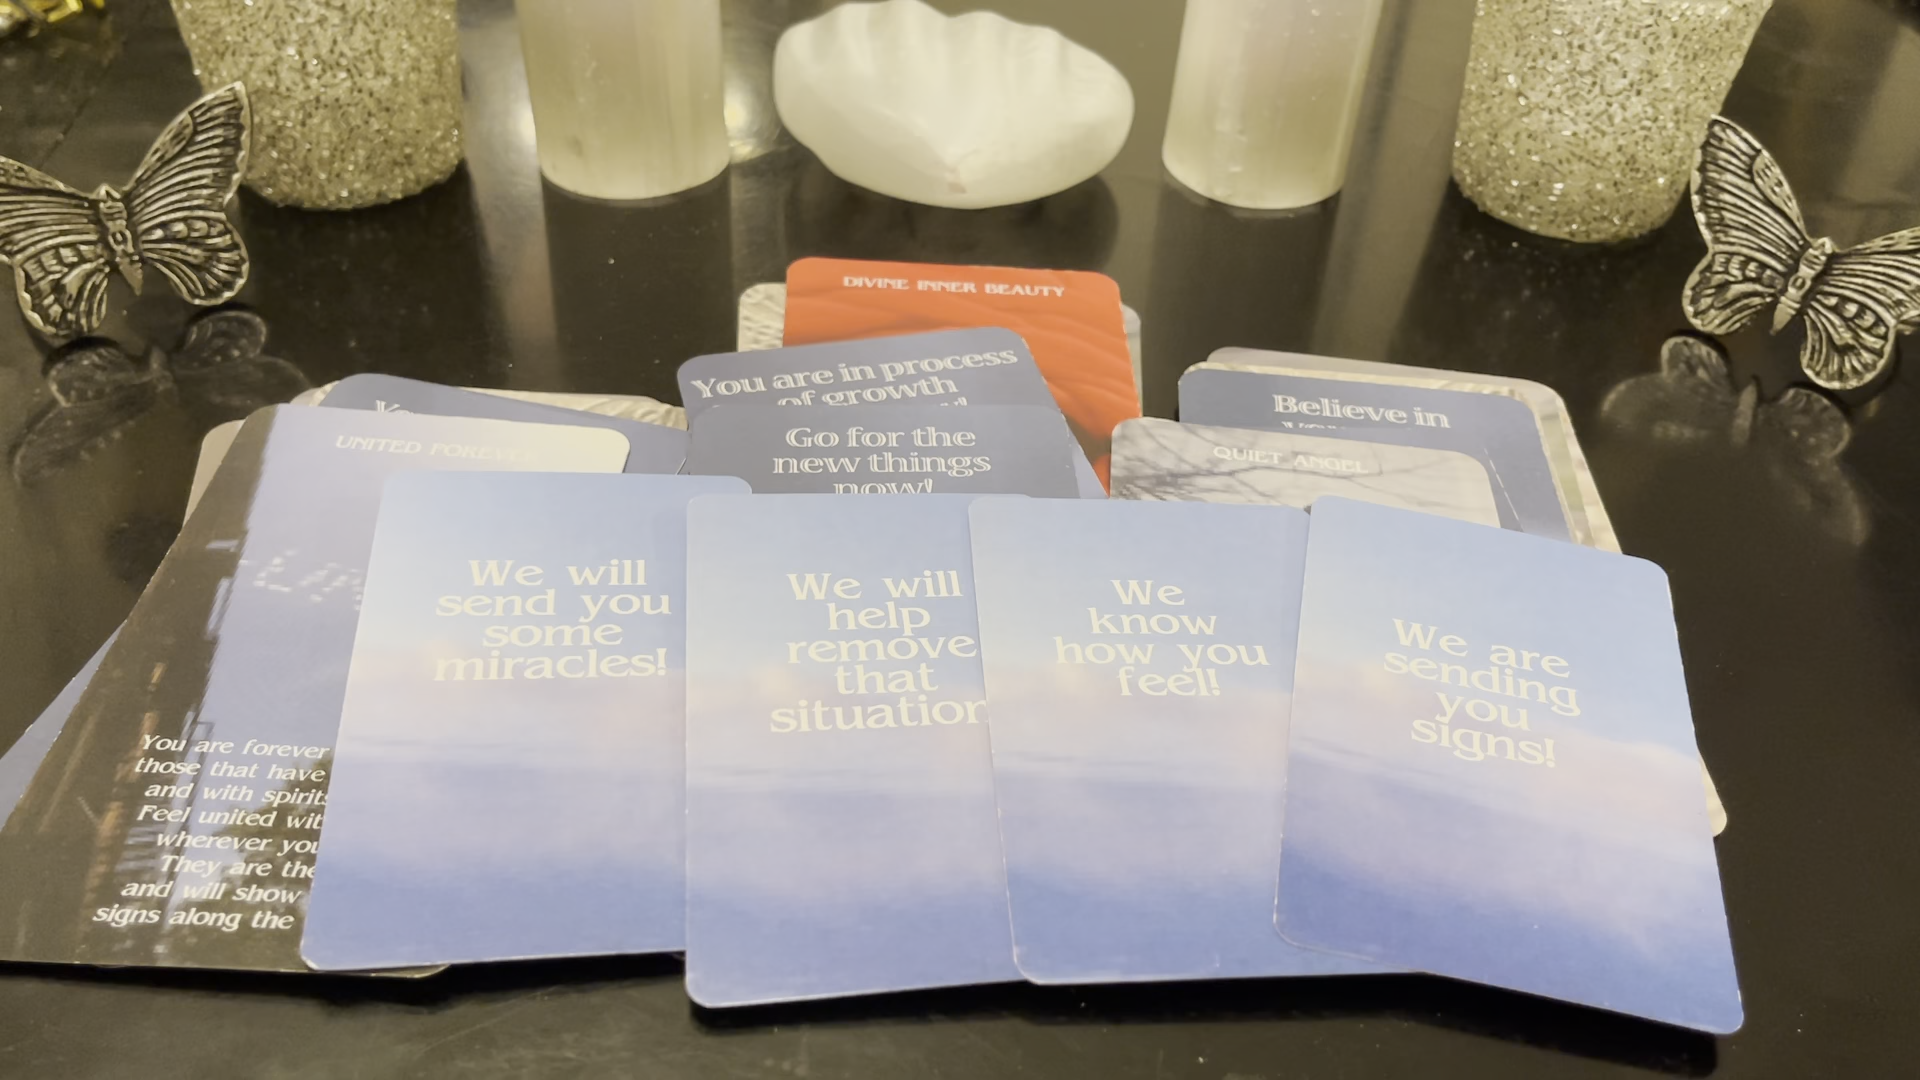 DIVINE INNER BEAUTY
You are in process
of growth
Go for the
new things
now!
Believe in
UNITED FOREVER
QUIET ANGEL
We will
send you
some
miracles!
We will
help
remove
that
situation
We
know
how you
feel!
We are
sending
you
signs!
You are forever
those that have
and with spirits
Feel united
wherever you
They are the
and will show
signs along the